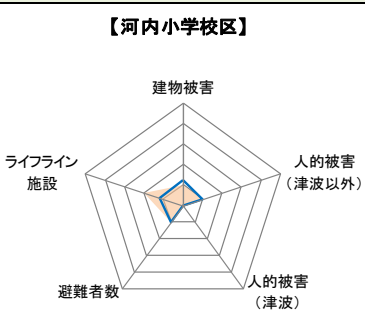 【河内小学校区】
建物被害
ライフライン
施設
人的被害
（津波以外）
避難者数
人的被害
（津波）